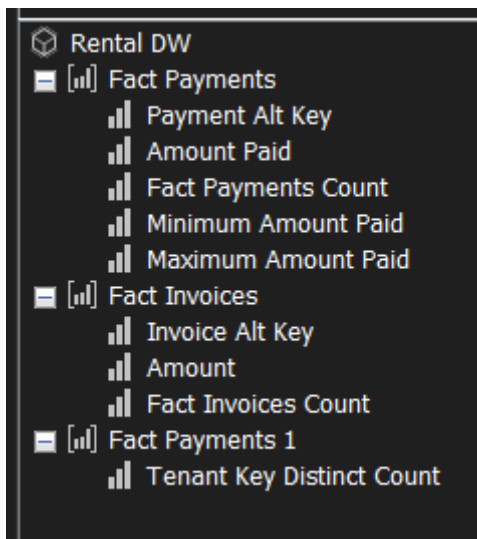 Rental DW
Fact Payments
Payment Alt Key
Amount Paid
Fact Payments Count
Minimum Amount Paid
Maximum Amount Paid
Fact Invoices
Invoice Alt Key
Amount
Fact Invoices Count
Fact Payments 1
Tenant Key Distinct Count